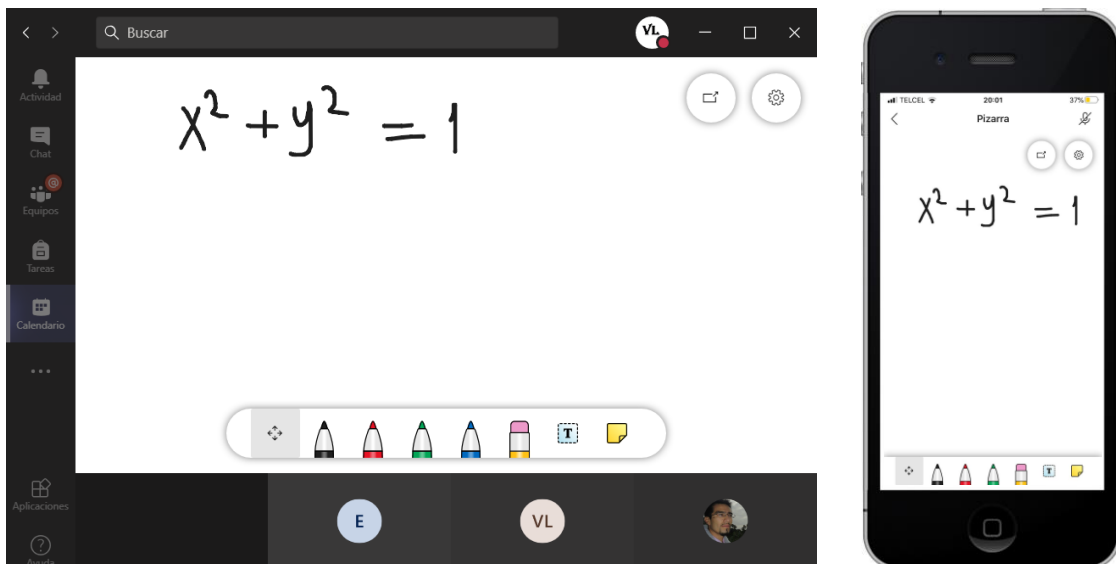 Buscar
VL
Actividad
Chat
@
Equipos
Tareas
Calendario
Aplicaciones
Ayuda
x² + y² = 1
T
E
VL
TELCEL 20:01 37%
Pizarra
x² + y² = 1
T